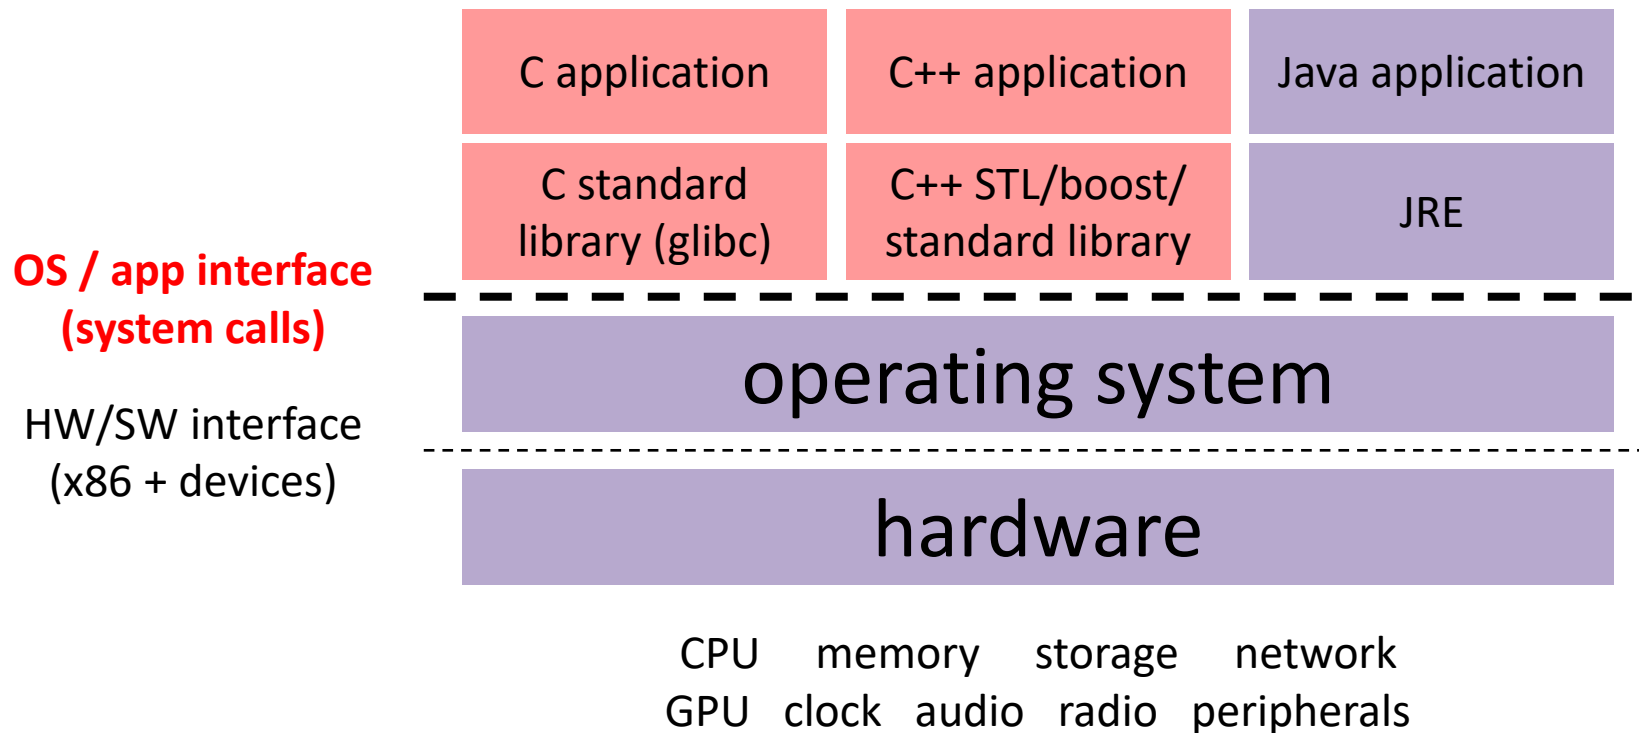 C application
C++ application
Java application
C standard
library (glibc)
C++ STL/boost/
standard library
JRE
OS / app interface
(system calls)
operating system
HW/SW interface
(x86 + devices)
hardware
CPU memory storage network
GPU clock audio radio peripherals